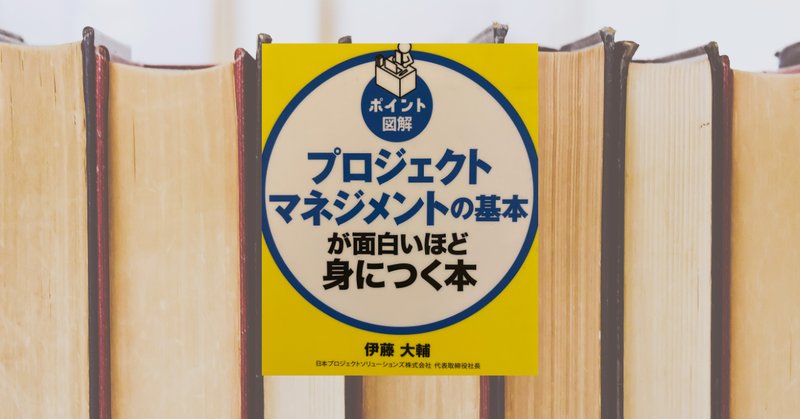 ポイント
図解
プロジェクト
マネジメントの基本
が面白いほど
身につく本
伊藤 大輔
日本プロジェクトソリューションズ株式会社 代表取締役社長